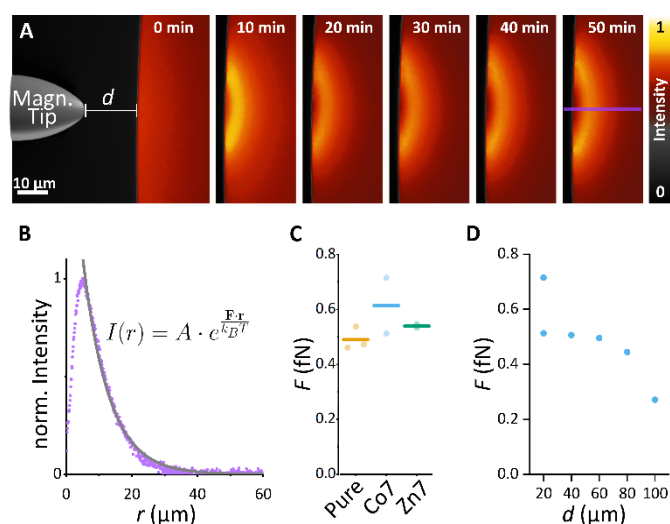 A
0 min
10 min
20 min
30 min
40 min
50 min
Magn.
Tip
d
10 μm
1
Intensity
0
B
norm. Intensity
1
0
I(r) = A · e^{F·r / k_B T}
0 20 40 60
r (μm)
C
F (fN)
0.8
0.6
0.4
0.2
0.0
Pure Co7 Zn7
D
F (fN)
0.8
0.6
0.4
0.2
0.0
20 40 60 80 100
d (μm)